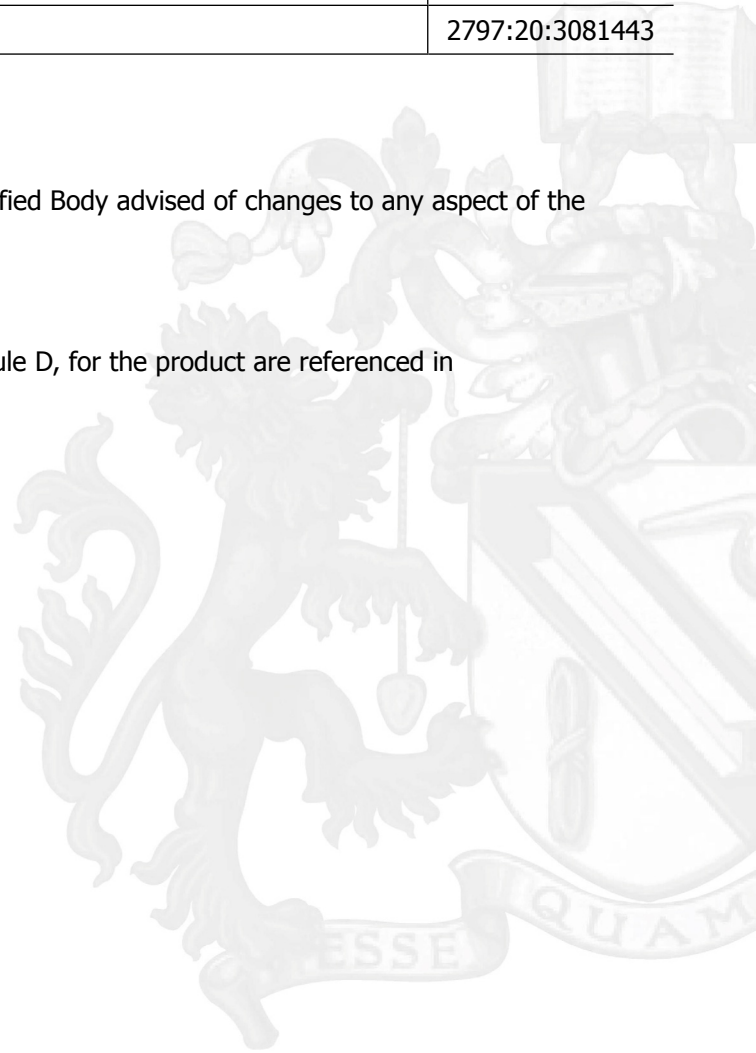 2797:20:3081443
fied Body advised of changes to any aspect of the
ule D, for the product are referenced in
ESSE
QUAM